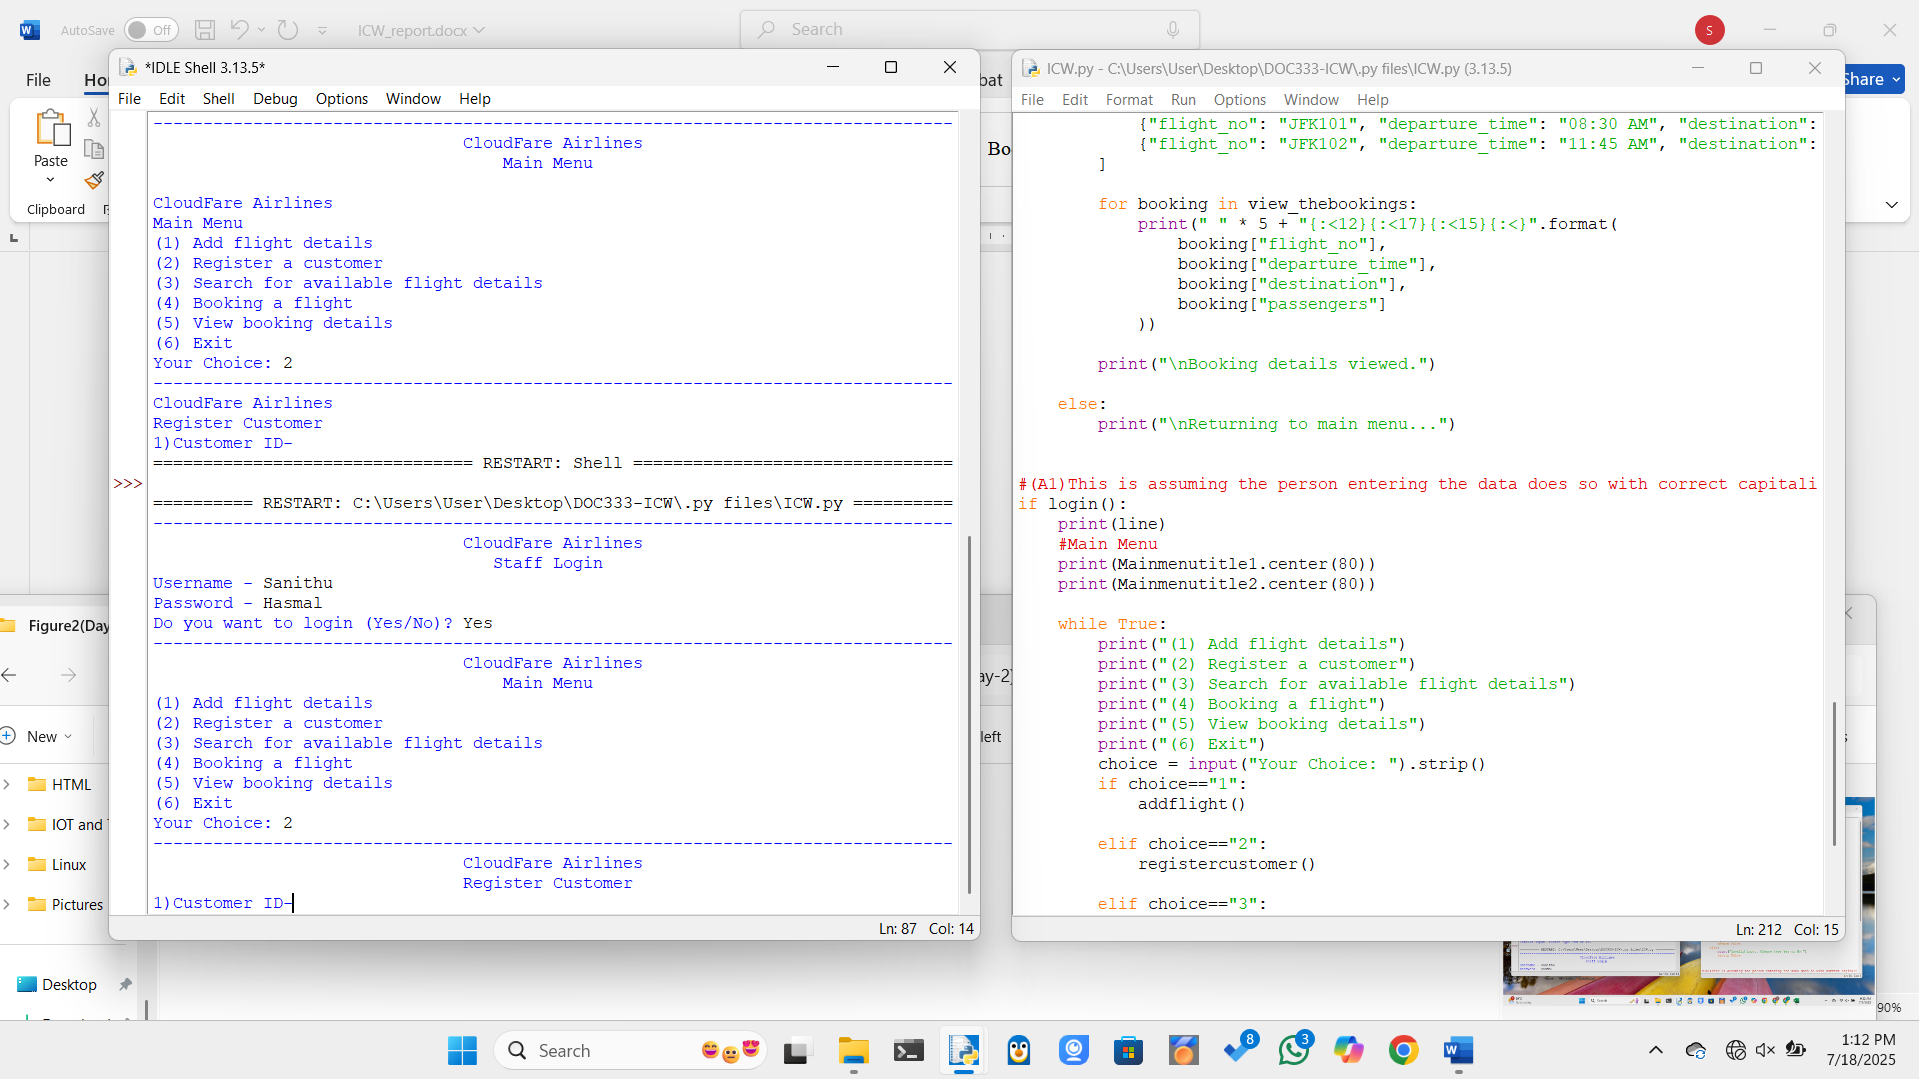 AutoSave Off ICW_report.docx Search S
File Ho bat Share
Paste
Clipboard
Bo
*IDLE Shell 3.13.5*
File Edit Shell Debug Options Window Help
--------------------------------------------------------------------------------
CloudFare Airlines
Main Menu
CloudFare Airlines
Main Menu
(1) Add flight details
(2) Register a customer
(3) Search for available flight details
(4) Booking a flight
(5) View booking details
(6) Exit
Your Choice: 2
--------------------------------------------------------------------------------
CloudFare Airlines
Register Customer
1)Customer ID-
================================ RESTART: Shell ================================
>>>
========== RESTART: C:\Users\User\Desktop\DOC333-ICW\.py files\ICW.py ==========
--------------------------------------------------------------------------------
CloudFare Airlines
Staff Login
Username - Sanithu
Password - Hasmal
Do you want to login (Yes/No)? Yes
--------------------------------------------------------------------------------
CloudFare Airlines
Main Menu
(1) Add flight details
(2) Register a customer
(3) Search for available flight details
(4) Booking a flight
(5) View booking details
(6) Exit
Your Choice: 2
--------------------------------------------------------------------------------
CloudFare Airlines
Register Customer
1)Customer ID-
Ln: 87 Col: 14
ICW.py - C:\Users\User\Desktop\DOC333-ICW\.py files\ICW.py (3.13.5)
File Edit Format Run Options Window Help
{"flight_no": "JFK101", "departure_time": "08:30 AM", "destination":
{"flight_no": "JFK102", "departure_time": "11:45 AM", "destination":
]
for booking in view_thebookings:
print(" " * 5 + "{:<12}{:<17}{:<15}{:<}".format(
booking["flight_no"],
booking["departure_time"],
booking["destination"],
booking["passengers"]
))
print("\nBooking details viewed.")
else:
print("\nReturning to main menu...")
#(A1)This is assuming the person entering the data does so with correct capitali
if login():
print(line)
#Main Menu
print(Mainmenutitle1.center(80))
print(Mainmenutitle2.center(80))
while True:
print("(1) Add flight details")
print("(2) Register a customer")
print("(3) Search for available flight details")
print("(4) Booking a flight")
print("(5) View booking details")
print("(6) Exit")
choice = input("Your Choice: ").strip()
if choice=="1":
addflight()
elif choice=="2":
registercustomer()
elif choice=="3":
Ln: 212 Col: 15
Figure2(Day
ay-2)
New
left
HTML
IOT and
Linux
Pictures
Desktop
90%
Search 8 3
1:12 PM
7/18/2025